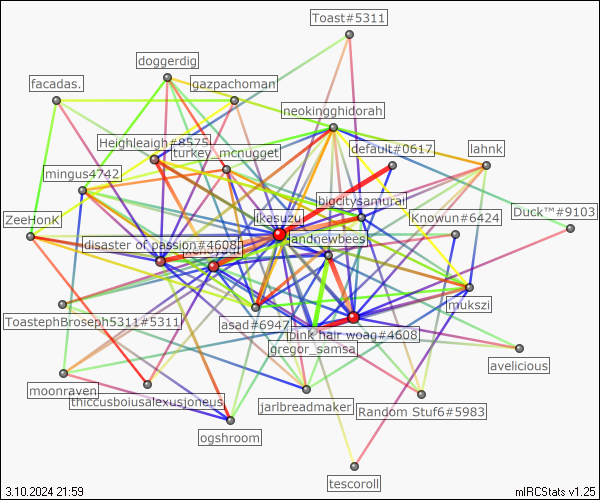 Toast#5311
doggerdig
facadas.
gazpachoman
neokingghidorah
Heighleaigh#8575
default#0617
lahnk
turkey_mcnugget
mingus4742
bigcitysamurai
Duck™#9103
ZeeHonk
ikasuzu
Knowun#6424
disaster of passion#4608
landnewbees
mukszi
ToastephBroseph5311#5311
asad#6947
pink hair woag#4608
gregor_samsa
avelicious
moonraven
thiccusboiusalexusjoneus
jarlbreadmaker
Random Stuf6#5983
ogshroom
tescoroll
3.10.2024 21:59
mIRCStats v1.25